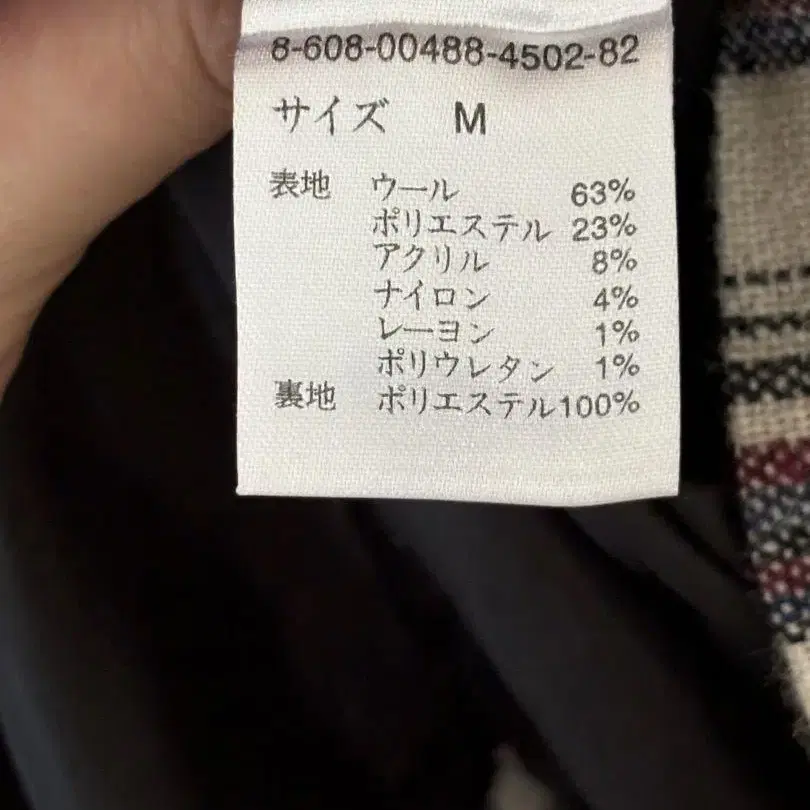 8-608-00488-4502-82
サイズ M
表地 ウール 63%
ポリエステル 23%
アクリル 8%
ナイロン 4%
レーヨン 1%
ポリウレタン 1%
裏地 ポリエステル100%